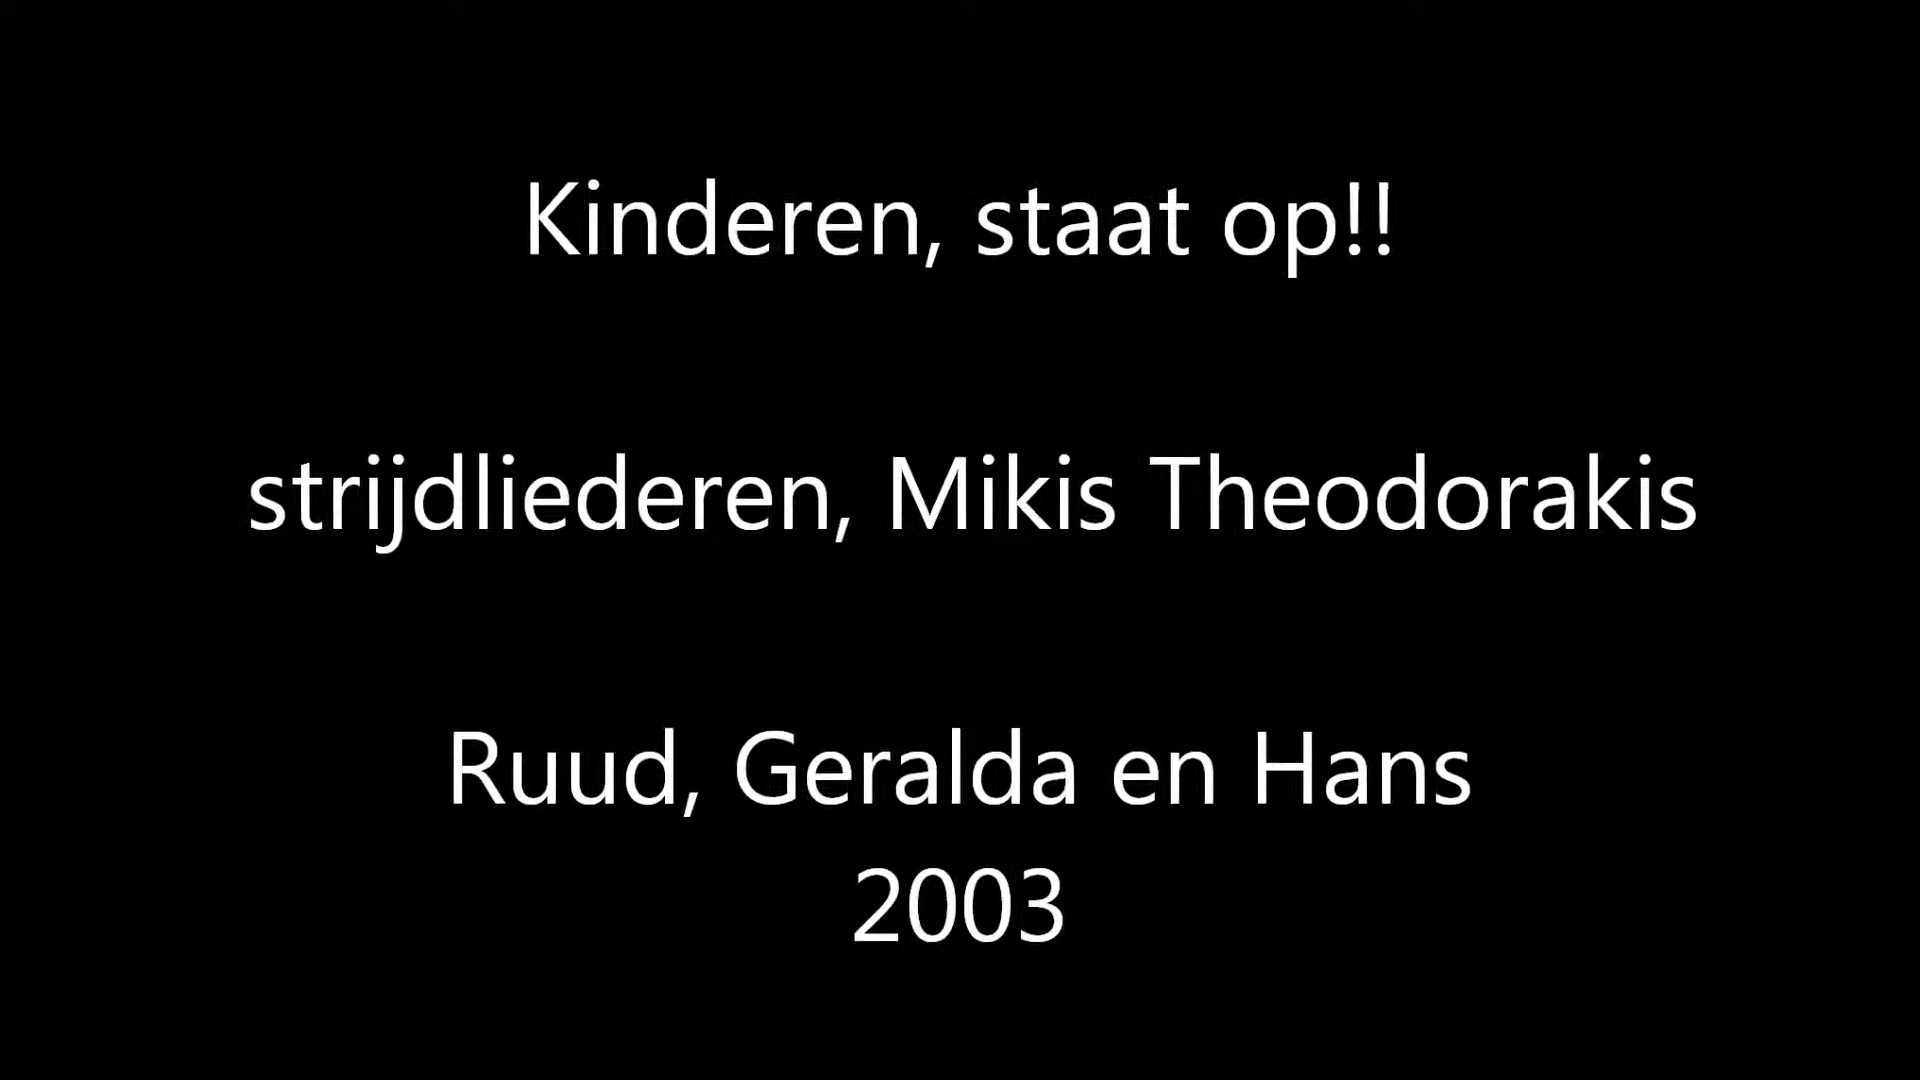 Kinderen, staat op!!
strijdliederen, Mikis Theodorakis
Ruud, Geralda en Hans
2003